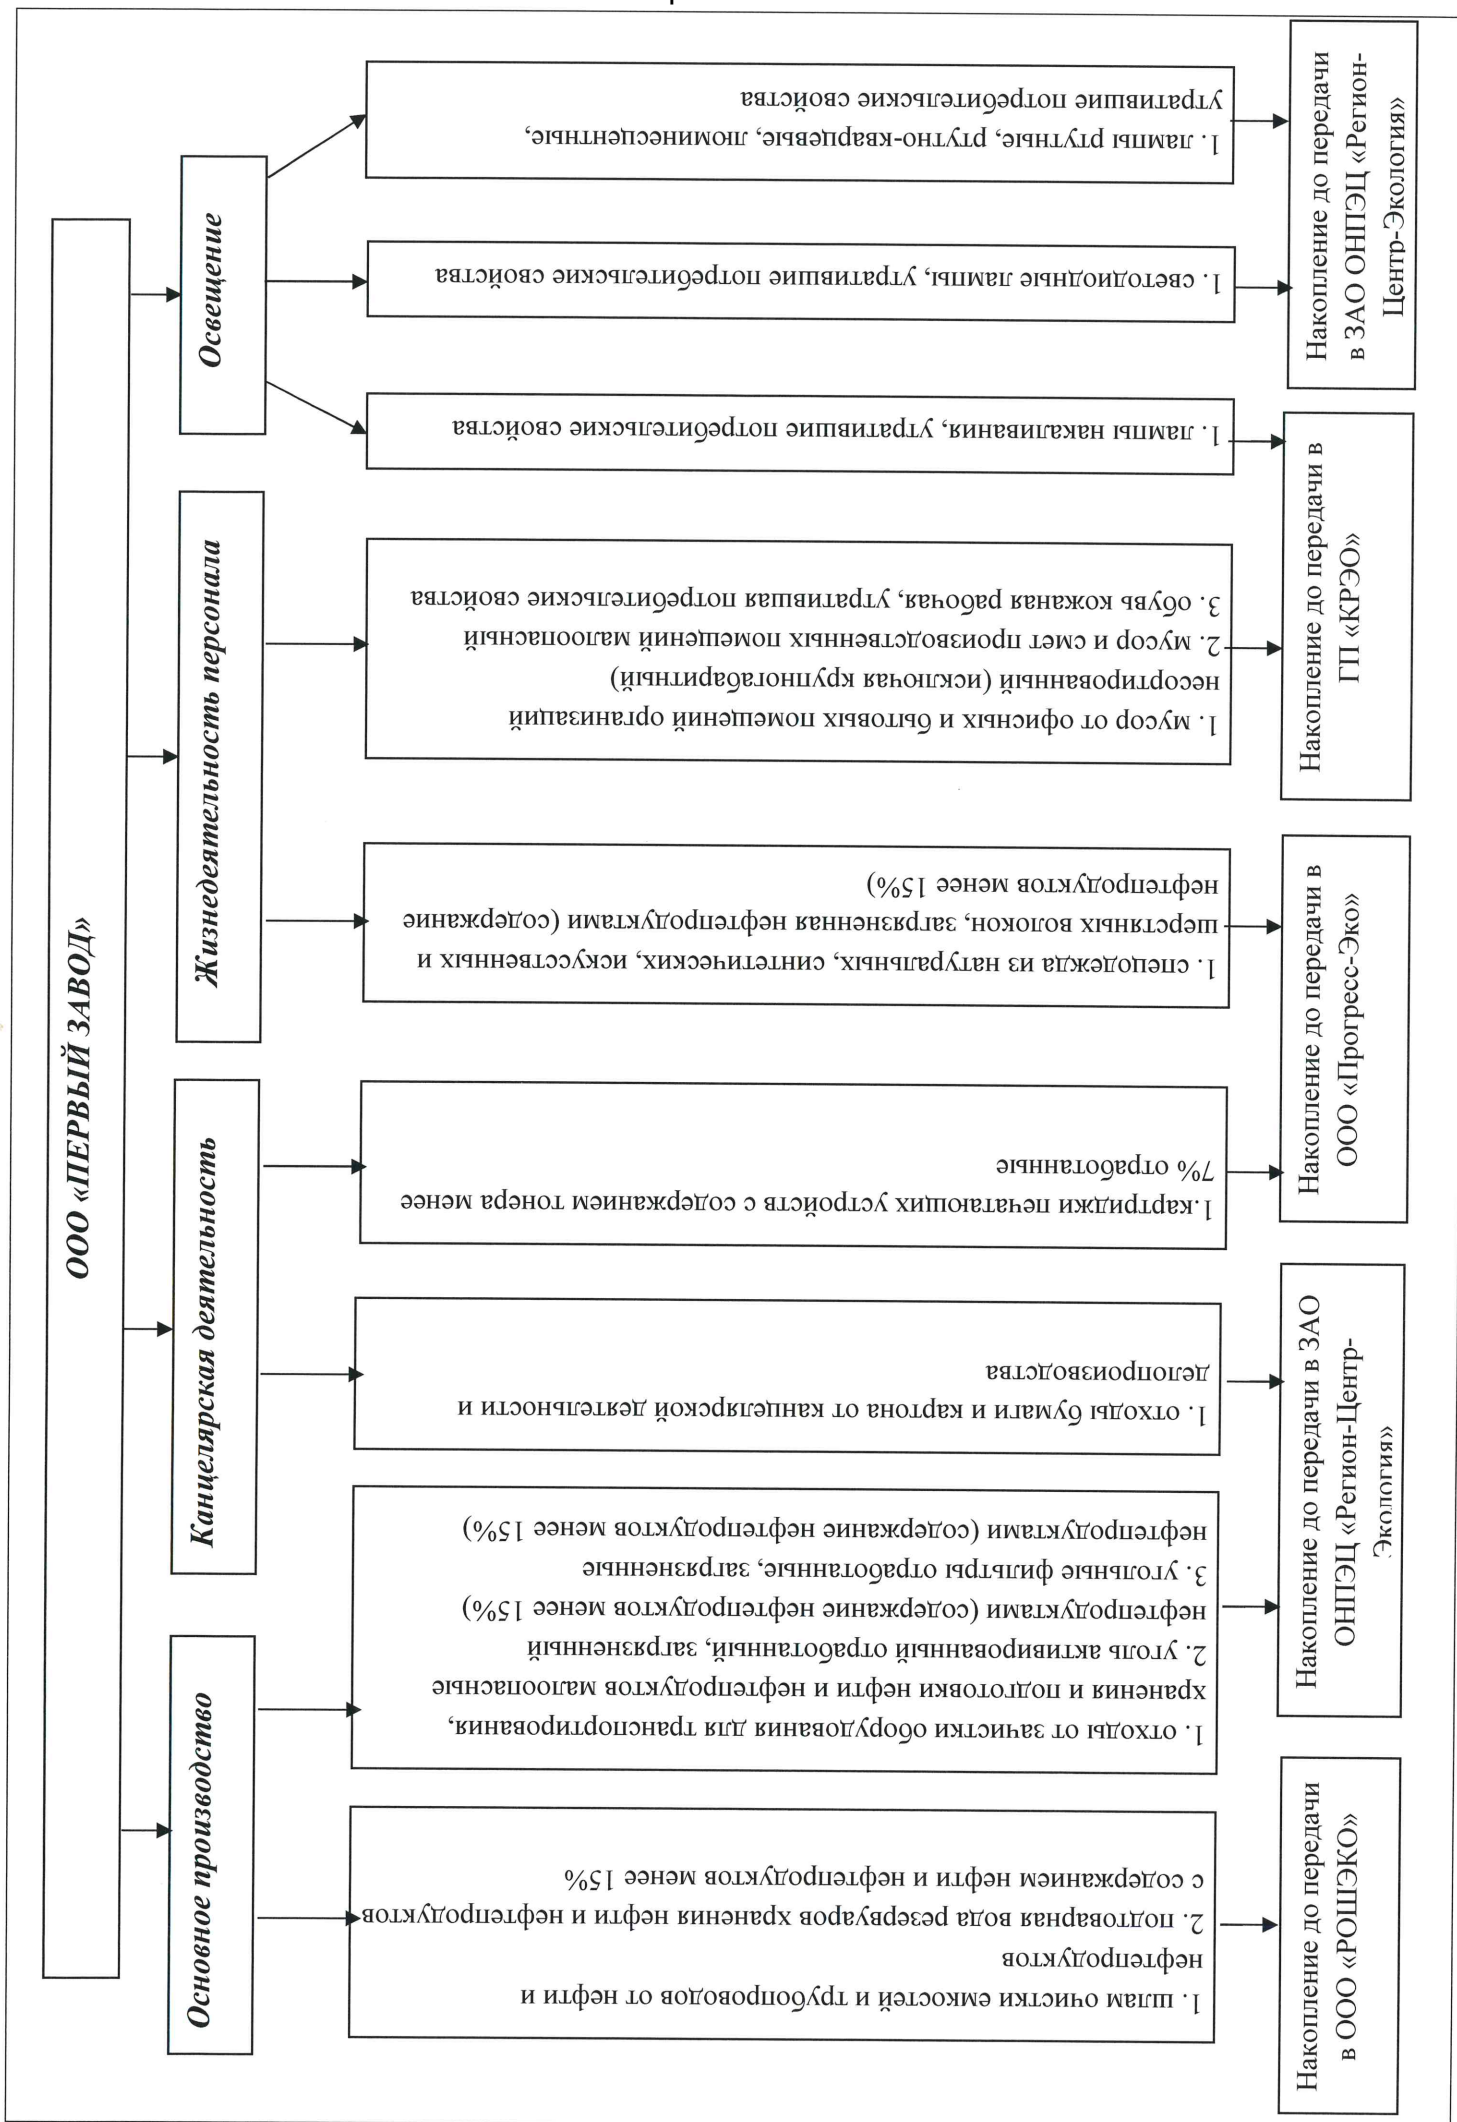 ООО «ПЕРВЫЙ ЗАВОД»
Основное производство
Канцелярская деятельность
Жизнедеятельность персонала
Освещение
1. шлам очистки емкостей и трубопроводов от нефти и
нефтепродуктов
2. подтоварная вода резервуаров хранения нефти и нефтепродуктов
с содержанием нефти и нефтепродуктов менее 15%
1. отходы от зачистки оборудования для транспортирования,
хранения и подготовки нефти и нефтепродуктов малоопасные
2. уголь активированный отработанный, загрязненный
нефтепродуктами (содержание нефтепродуктов менее 15%)
3. угольные фильтры отработанные, загрязненные
нефтепродуктами (содержание нефтепродуктов менее 15%)
1. отходы бумаги и картона от канцелярской деятельности и
делопроизводства
1.картриджи печатающих устройств с содержанием тонера менее
7% отработанные
1. спецодежда из натуральных, синтетических, искусственных и
шерстяных волокон, загрязненная нефтепродуктами (содержание
нефтепродуктов менее 15%)
1. мусор от офисных и бытовых помещений организаций
несортированный (исключая крупногабаритный)
2. мусор и смет производственных помещений малоопасный
3. обувь кожаная рабочая, утратившая потребительские свойства
1. лампы накаливания, утратившие потребительские свойства
1. светодиодные лампы, утратившие потребительские свойства
1. лампы ртутные, ртутно-кварцевые, люминесцентные,
утратившие потребительские свойства
Накопление до передачи
в ООО «РОШЭКО»
Накопление до передачи в ЗАО
ОНПЭЦ «Регион-Центр-
Экология»
Накопление до передачи в
ООО «Прогресс-Эко»
Накопление до передачи в
ГП «КРЭО»
Накопление до передачи
в ЗАО ОНПЭЦ «Регион-
Центр-Экология»